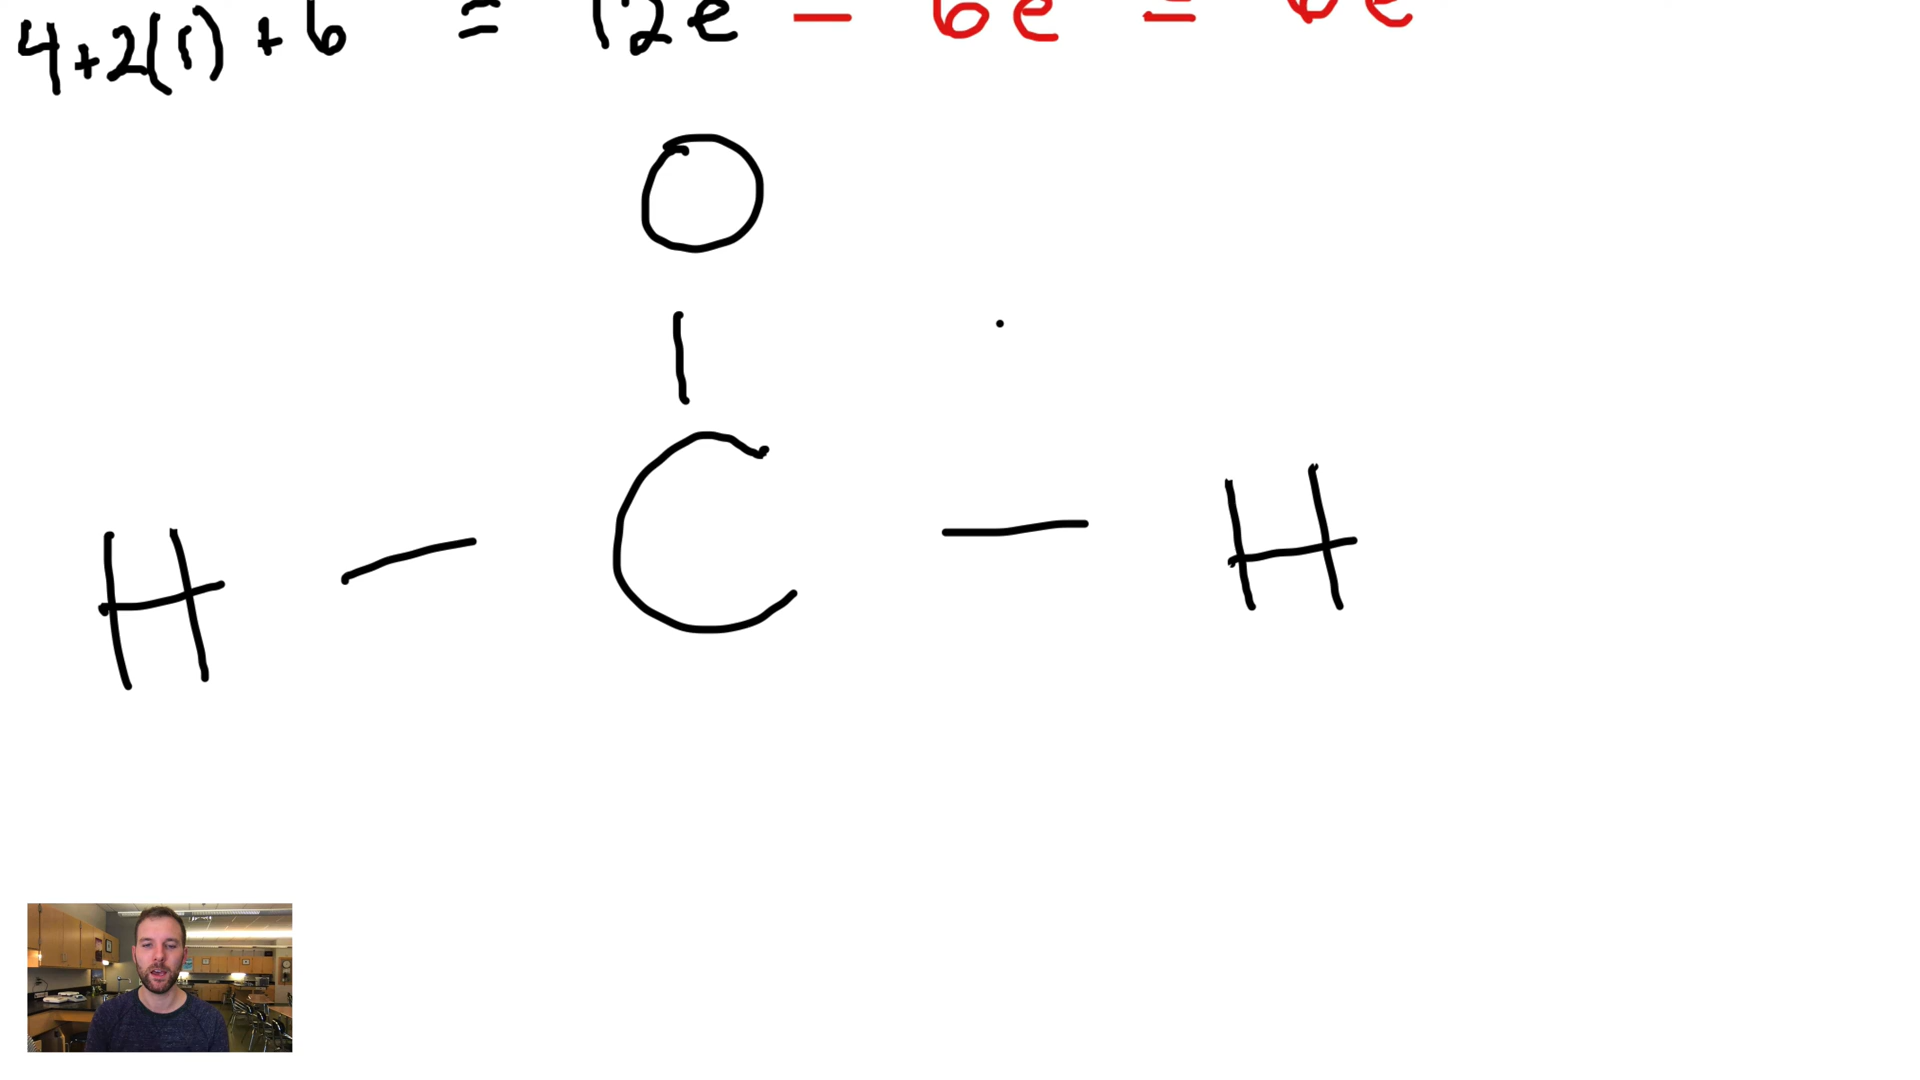 4+2(1)+6 = 12e - 6e = 6e
O
H - C - H